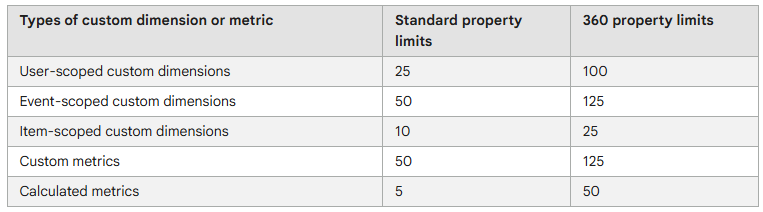 Types of custom dimension or metric Standard property limits 360 property limits
User-scoped custom dimensions 25 100
Event-scoped custom dimensions 50 125
Item-scoped custom dimensions 10 25
Custom metrics 50 125
Calculated metrics 5 50